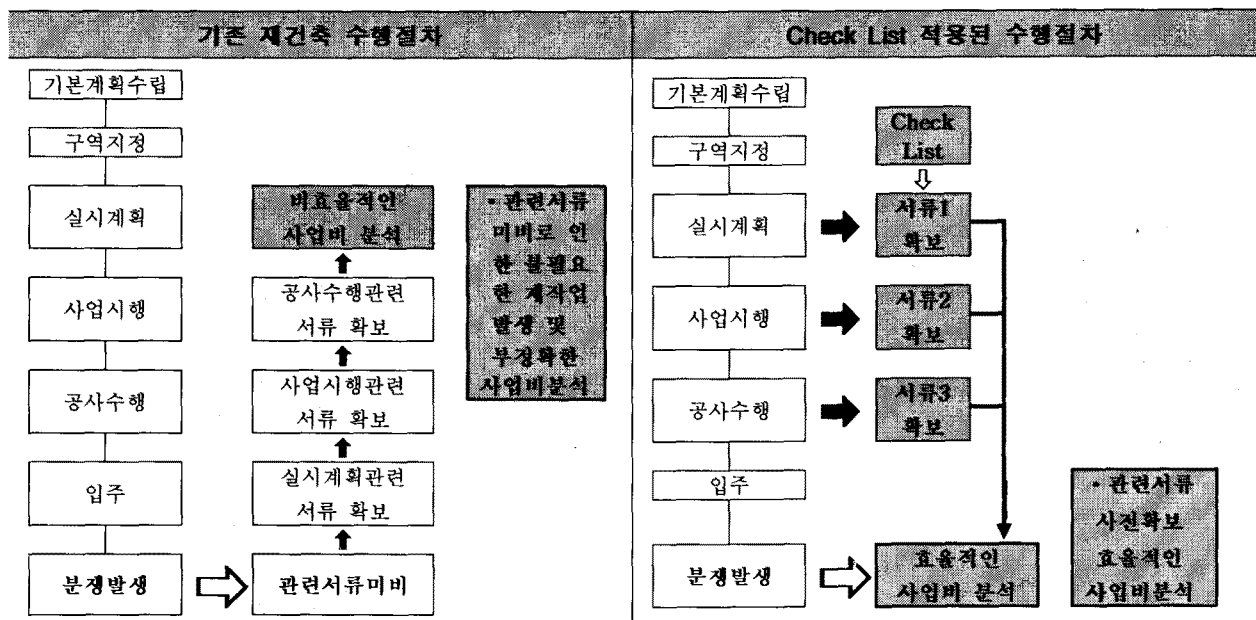 기존 재건축 수행절차
기본계획수립
구역지정
실시계획
사업시행
공사수행
입주
분쟁발생
비효율적인
사업비 분석
공사수행관련
서류 확보
사업시행관련
서류 확보
실시계획관련
서류 확보
관련서류미비
• 관련서류
미비로 인
한 불필요
한 재작업
발생 및
부정확한
사업비분석
Check List 적용된 수행절차
기본계획수립
구역지정
실시계획
사업시행
공사수행
입주
분쟁발생
Check
List
서류1
확보
서류2
확보
서류3
확보
효율적인
사업비 분석
• 관련서류
사전확보
효율적인
사업비분석